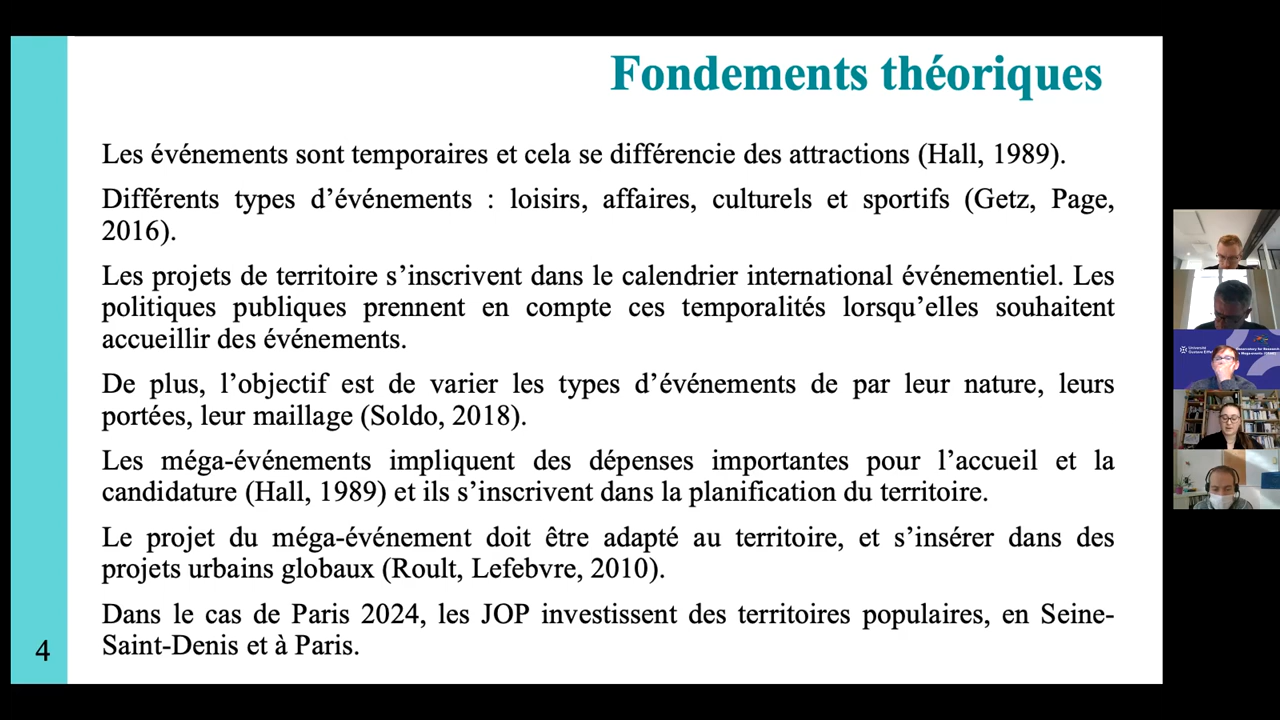 Fondements théoriques
Les événements sont temporaires et cela se différencie des attractions (Hall, 1989).
Différents types d’événements : loisirs, affaires, culturels et sportifs (Getz, Page,
2016).
Les projets de territoire s’inscrivent dans le calendrier international événementiel. Les
politiques publiques prennent en compte ces temporalités lorsqu’elles souhaitent
accueillir des événements.
De plus, l’objectif est de varier les types d’événements de par leur nature, leurs
portées, leur maillage (Soldo, 2018).
Les méga-événements impliquent des dépenses importantes pour l’accueil et la
candidature (Hall, 1989) et ils s’inscrivent dans la planification du territoire.
Le projet du méga-événement doit être adapté au territoire, et s’insérer dans des
projets urbains globaux (Roult, Lefebvre, 2010).
Dans le cas de Paris 2024, les JOP investissent des territoires populaires, en Seine-
Saint-Denis et à Paris.
4
Université
Gustave Eiffel
Observatory for Research